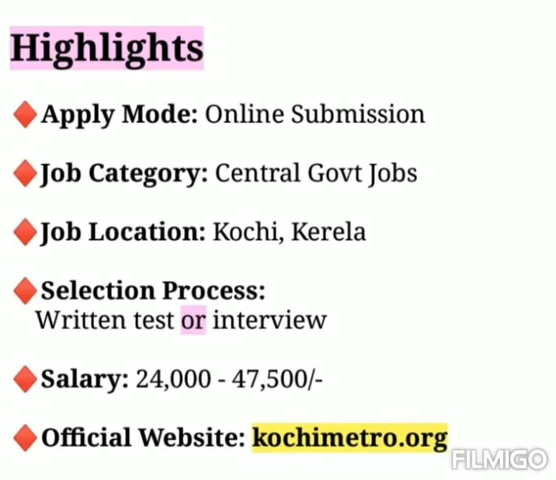 Highlights
♦Apply Mode: Online Submission
♦Job Category: Central Govt Jobs
♦Job Location: Kochi, Kerela
♦Selection Process:
Written test or interview
♦Salary: 24,000 - 47,500/-
♦Official Website: kochimetro.org
FILMIGO